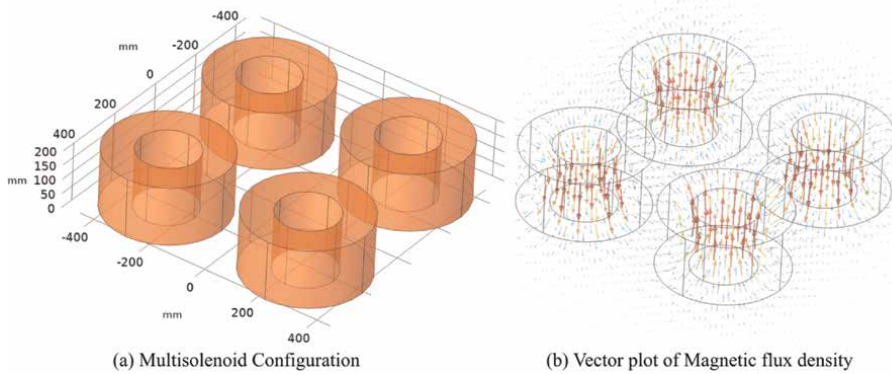 -400
mm
-200
0
200
400
200
150
mm 100
50
0
-400
-200
0
mm
200
400
(a) Multisolenoid Configuration
(b) Vector plot of Magnetic flux density